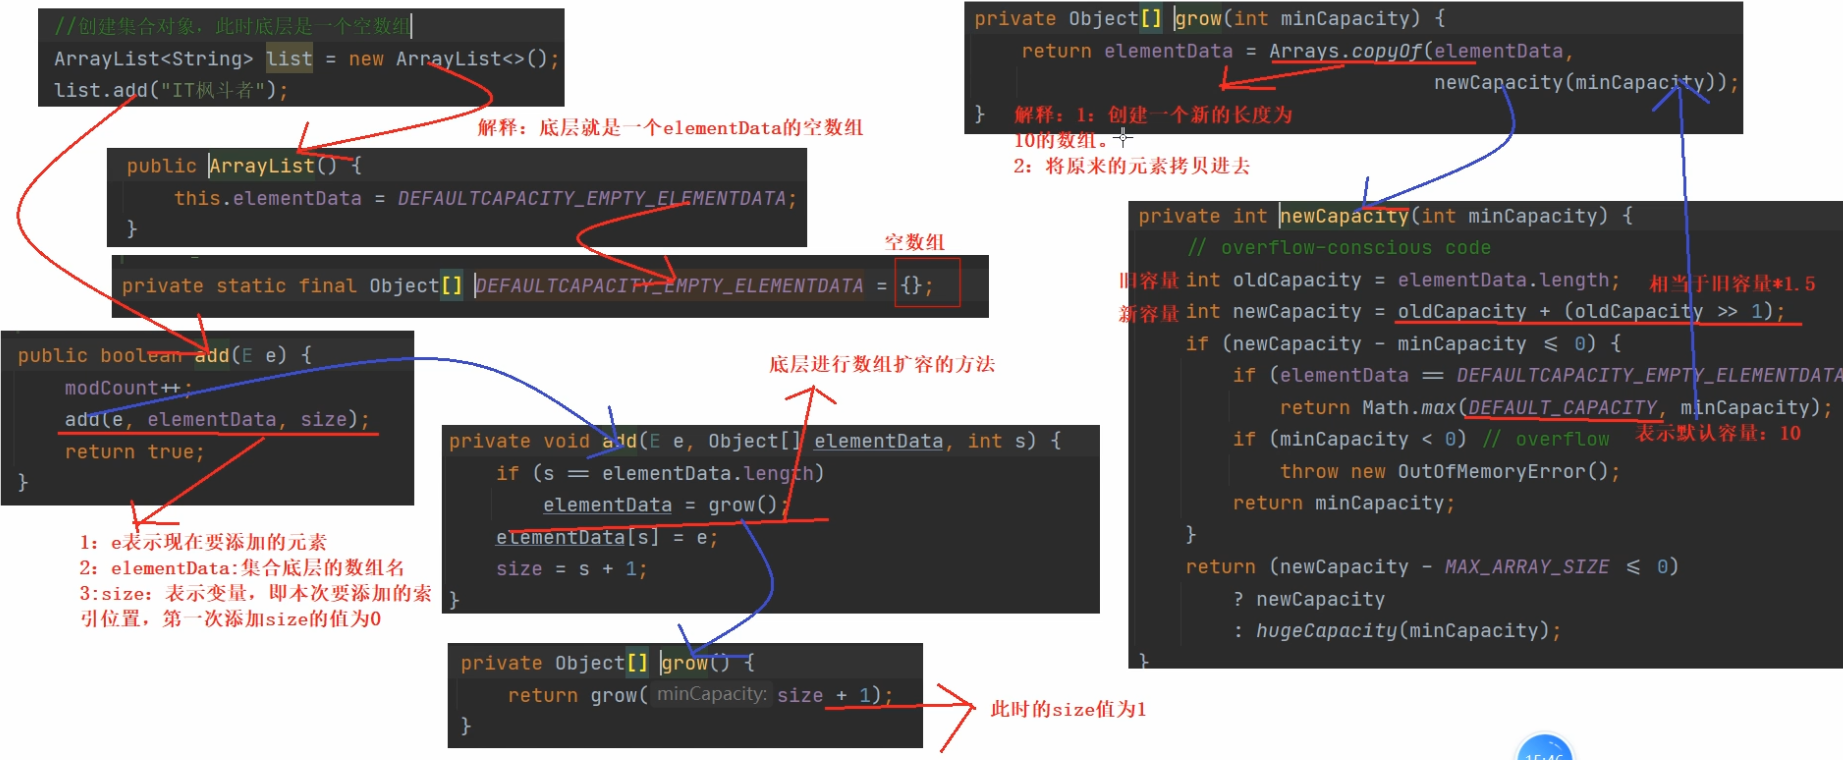 //创建集合对象，此时底层是一个空数组
ArrayList<String> list = new ArrayList<>();
list.add("IT枫斗者");
解释：底层就是一个elementData的空数组
public ArrayList() {
this.elementData = DEFAULTCAPACITY_EMPTY_ELEMENTDATA;
}
空数组
private static final Object[] DEFAULTCAPACITY_EMPTY_ELEMENTDATA = {};
public boolean add(E e) {
modCount++;
add(e, elementData, size);
return true;
}
1：e表示现在要添加的元素
2：elementData:集合底层的数组名
3:size：表示变量，即本次要添加的索
引位置，第一次添加size的值为0
底层进行数组扩容的方法
private void add(E e, Object[] elementData, int s) {
if (s == elementData.length)
elementData = grow();
elementData[s] = e;
size = s + 1;
}
private Object[] grow() {
return grow( minCapacity: size + 1);
}
此时的size值为1
private Object[] grow(int minCapacity) {
return elementData = Arrays.copyOf(elementData,
newCapacity(minCapacity));
}
解释：1：创建一个新的长度为
10的数组。
2：将原来的元素拷贝进去
private int newCapacity(int minCapacity) {
// overflow-conscious code
旧容量 int oldCapacity = elementData.length; 相当于旧容量*1.5
新容量 int newCapacity = oldCapacity + (oldCapacity >> 1);
if (newCapacity - minCapacity <= 0) {
if (elementData == DEFAULTCAPACITY_EMPTY_ELEMENTDATA
return Math.max(DEFAULT_CAPACITY, minCapacity);
if (minCapacity < 0) // overflow 表示默认容量：10
throw new OutOfMemoryError();
return minCapacity;
}
return (newCapacity - MAX_ARRAY_SIZE <= 0)
? newCapacity
: hugeCapacity(minCapacity);
}